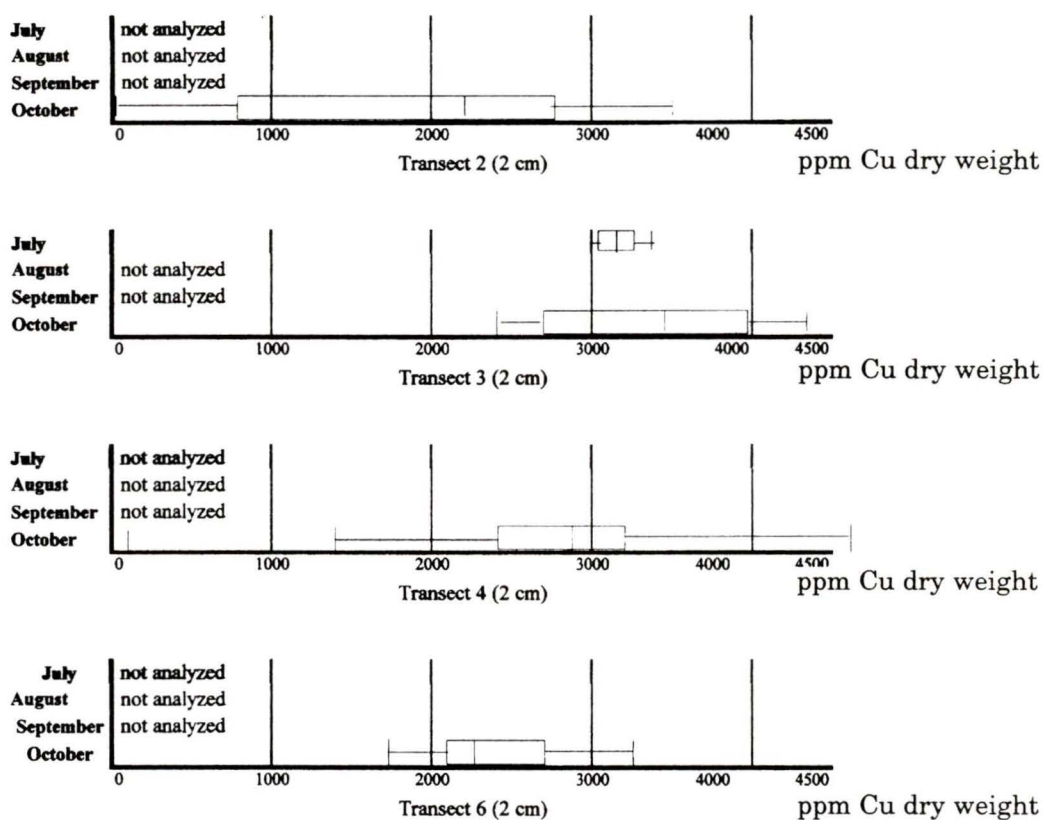 July not analyzed
August not analyzed
September not analyzed
October
0 1000 2000 3000 4000 4500
Transect 2 (2 cm) ppm Cu dry weight
July
August not analyzed
September not analyzed
October
0 1000 2000 3000 4000 4500
Transect 3 (2 cm) ppm Cu dry weight
July not analyzed
August not analyzed
September not analyzed
October
0 1000 2000 3000 4000 4500
Transect 4 (2 cm) ppm Cu dry weight
July not analyzed
August not analyzed
September not analyzed
October
0 1000 2000 3000 4000 4500
Transect 6 (2 cm) ppm Cu dry weight